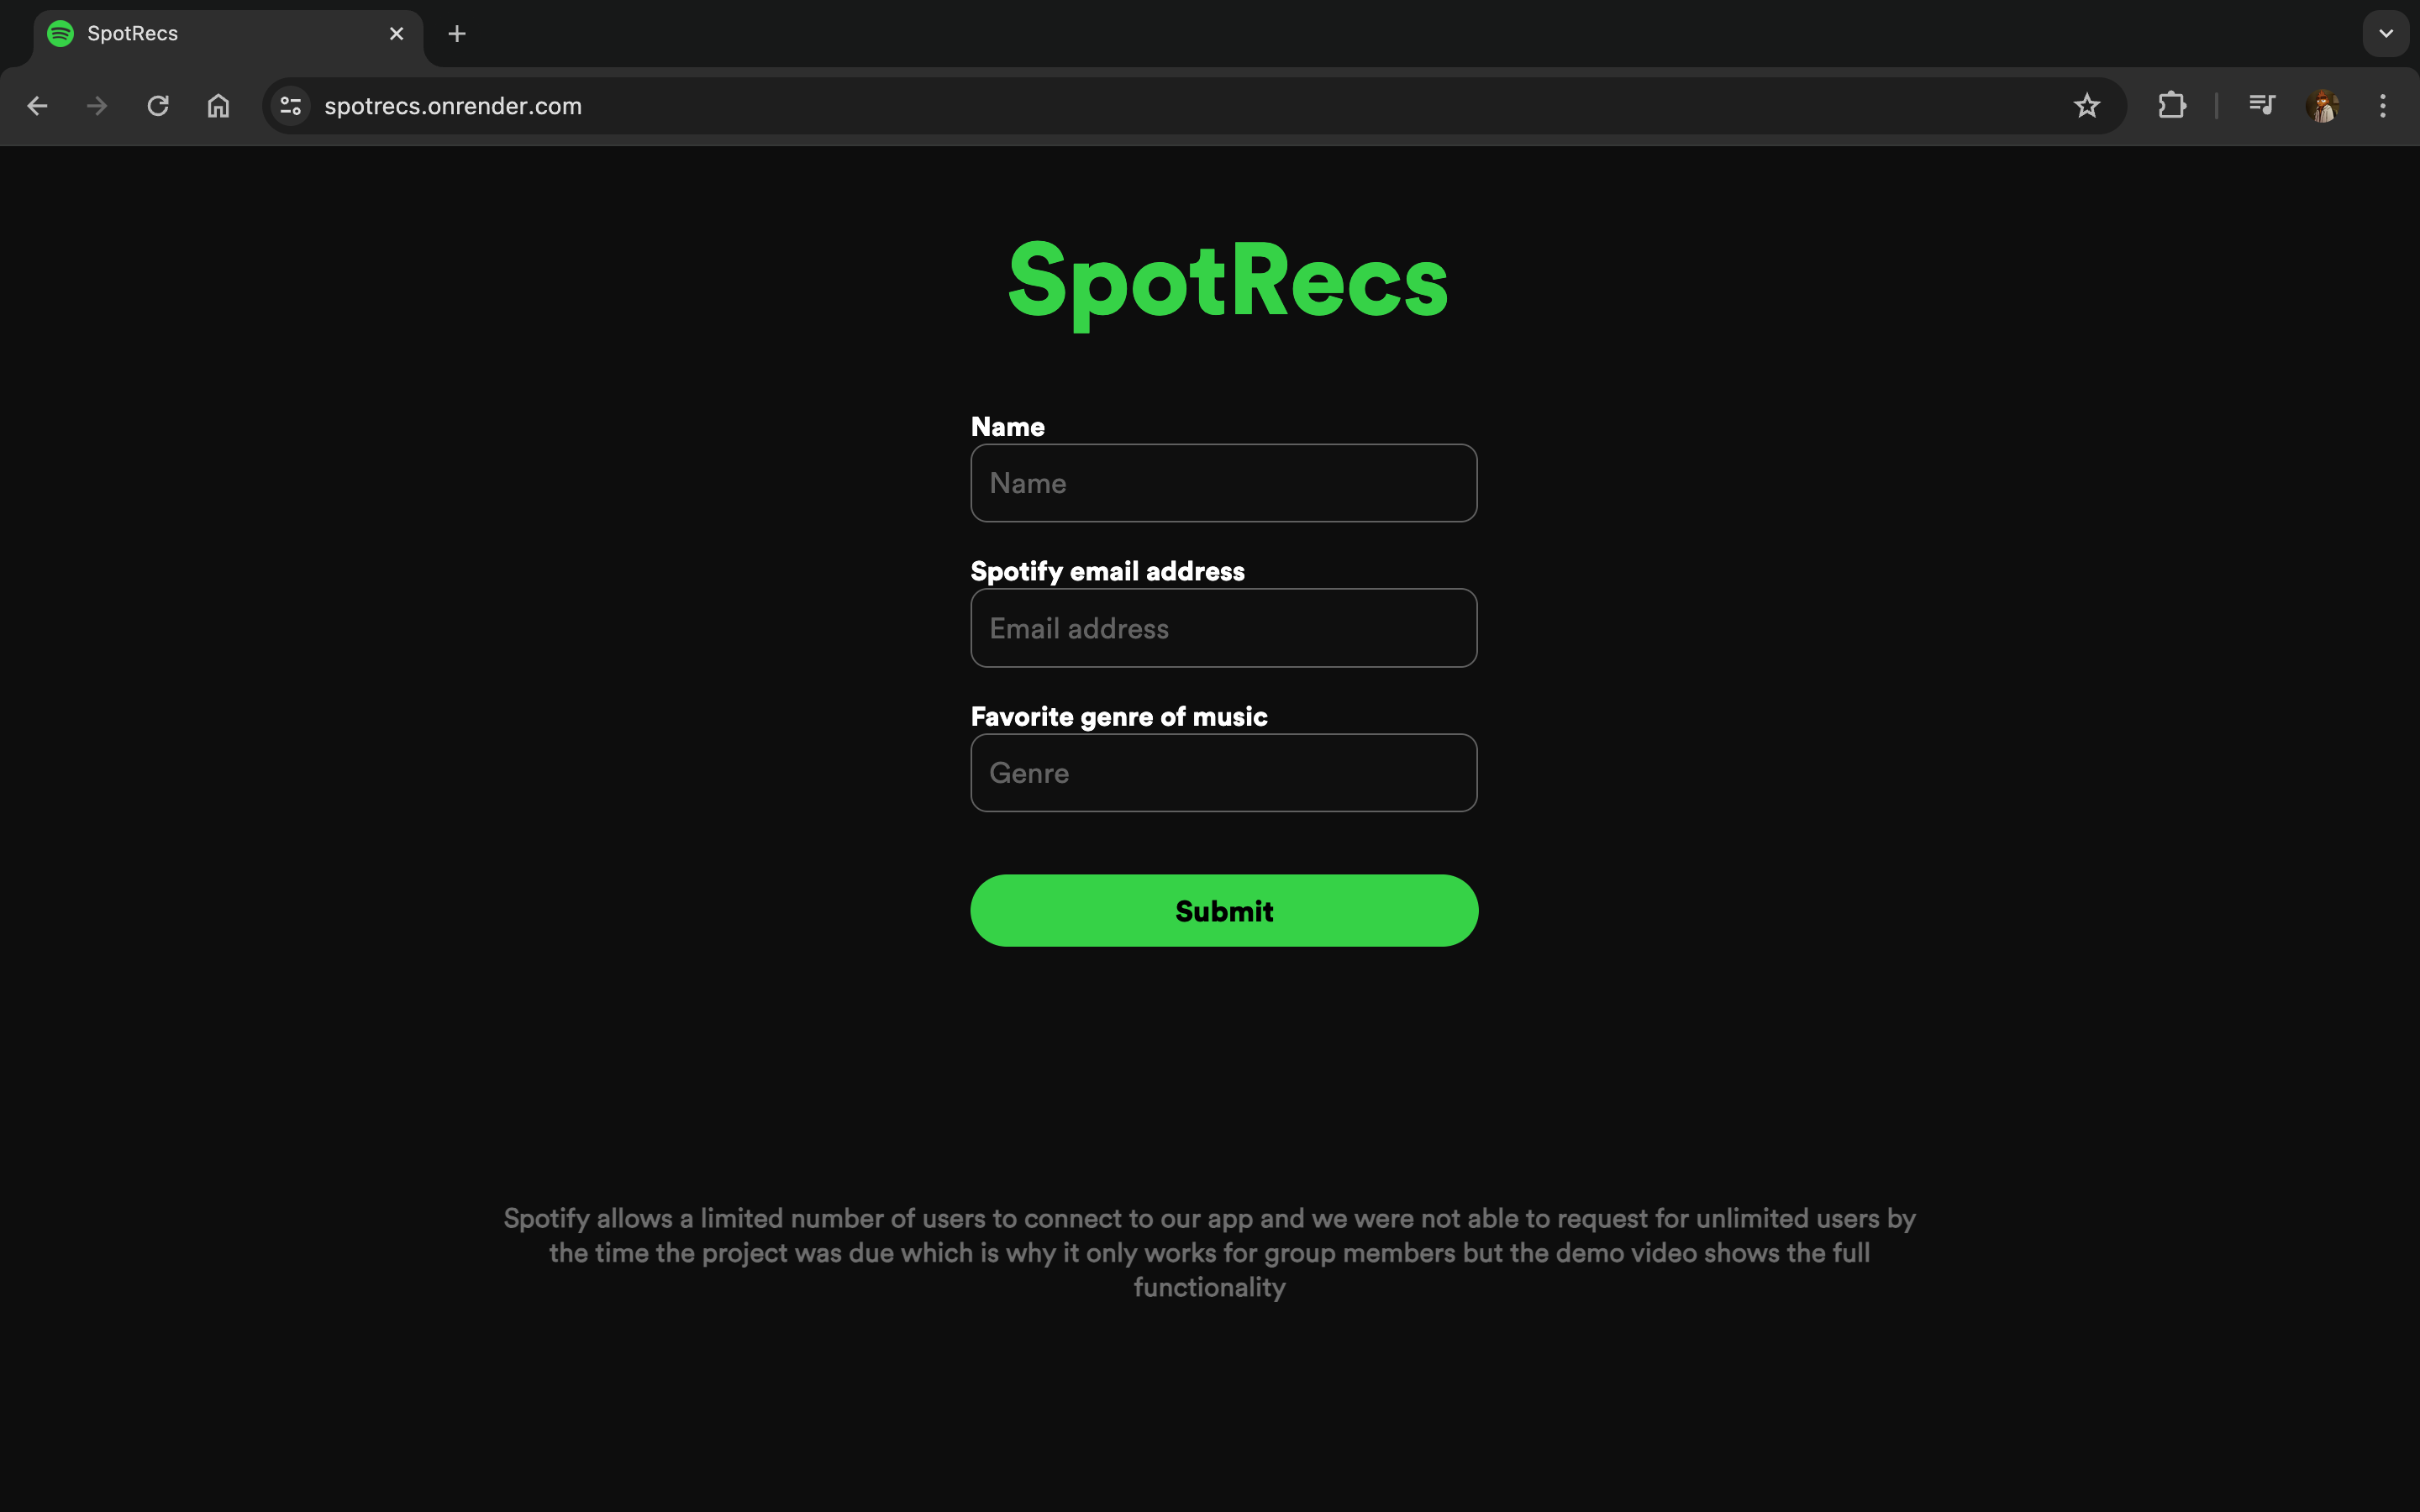 SpotRecs
spotrecs.onrender.com
SpotRecs
Name
Name
Spotify email address
Email address
Favorite genre of music
Genre
Submit
Spotify allows a limited number of users to connect to our app and we were not able to request for unlimited users by
the time the project was due which is why it only works for group members but the demo video shows the full
functionality